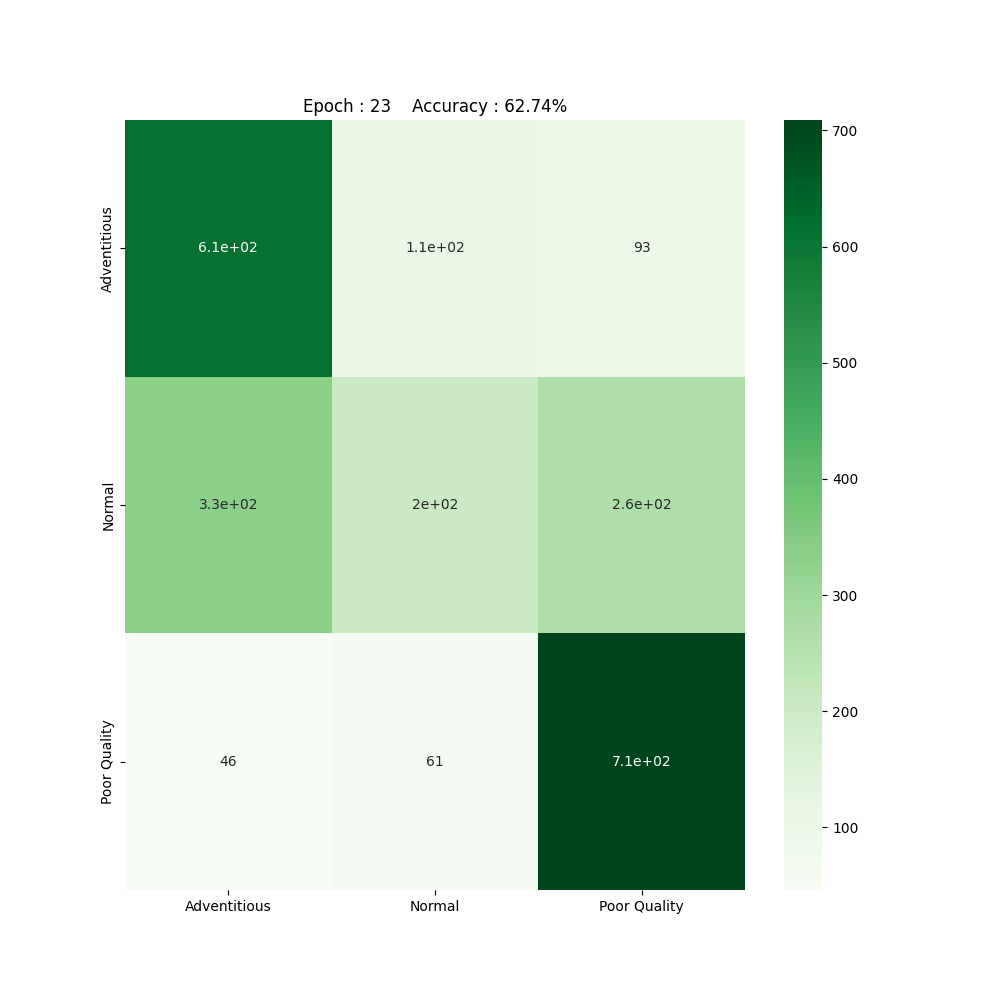 Epoch : 23    Accuracy : 62.74%
Adventitious
6.1e+02
1.1e+02
93
Normal
3.3e+02
2e+02
2.6e+02
Poor Quality
46
61
7.1e+02
Adventitious
Normal
Poor Quality
700
600
500
400
300
200
100